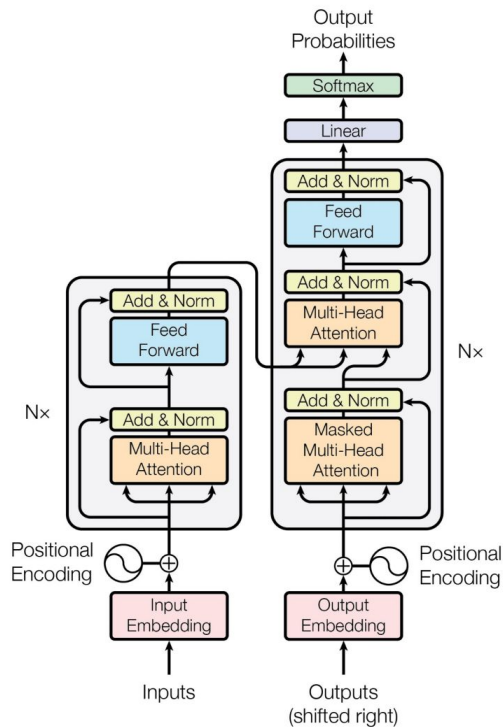 Output
Probabilities
Softmax
Linear
Add & Norm
Feed
Forward
Add & Norm
Multi-Head
Attention
Nx
Add & Norm
Masked
Multi-Head
Attention
Add & Norm
Feed
Forward
Nx
Add & Norm
Multi-Head
Attention
Positional
Encoding
Positional
Encoding
Input
Embedding
Output
Embedding
Inputs
Outputs
(shifted right)